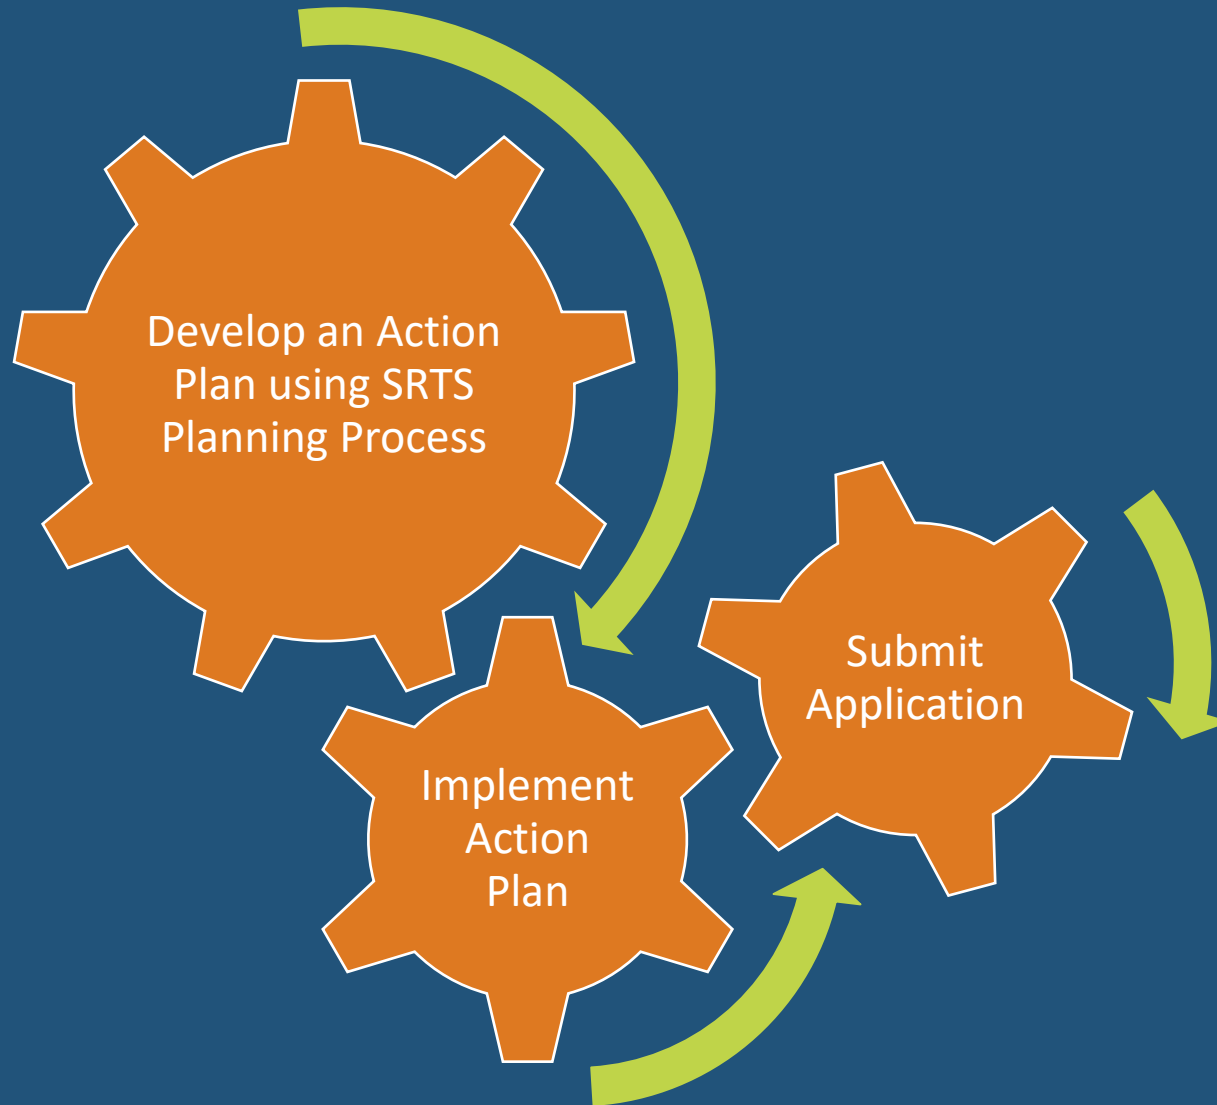 Develop an Action
Plan using SRTS
Planning Process
Implement
Action
Plan
Submit
Application